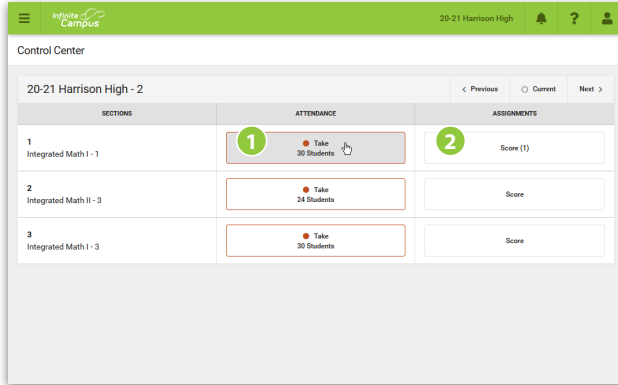 Infinite Campus
20-21 Harrison High
?
Control Center
20-21 Harrison High - 2
< Previous
Current
Next >
SECTIONS
ATTENDANCE
ASSIGNMENTS
1
Integrated Math I - 1
1
Take
30 Students
2
Score (1)
2
Integrated Math II - 3
Take
24 Students
Score
3
Integrated Math I - 3
Take
30 Students
Score